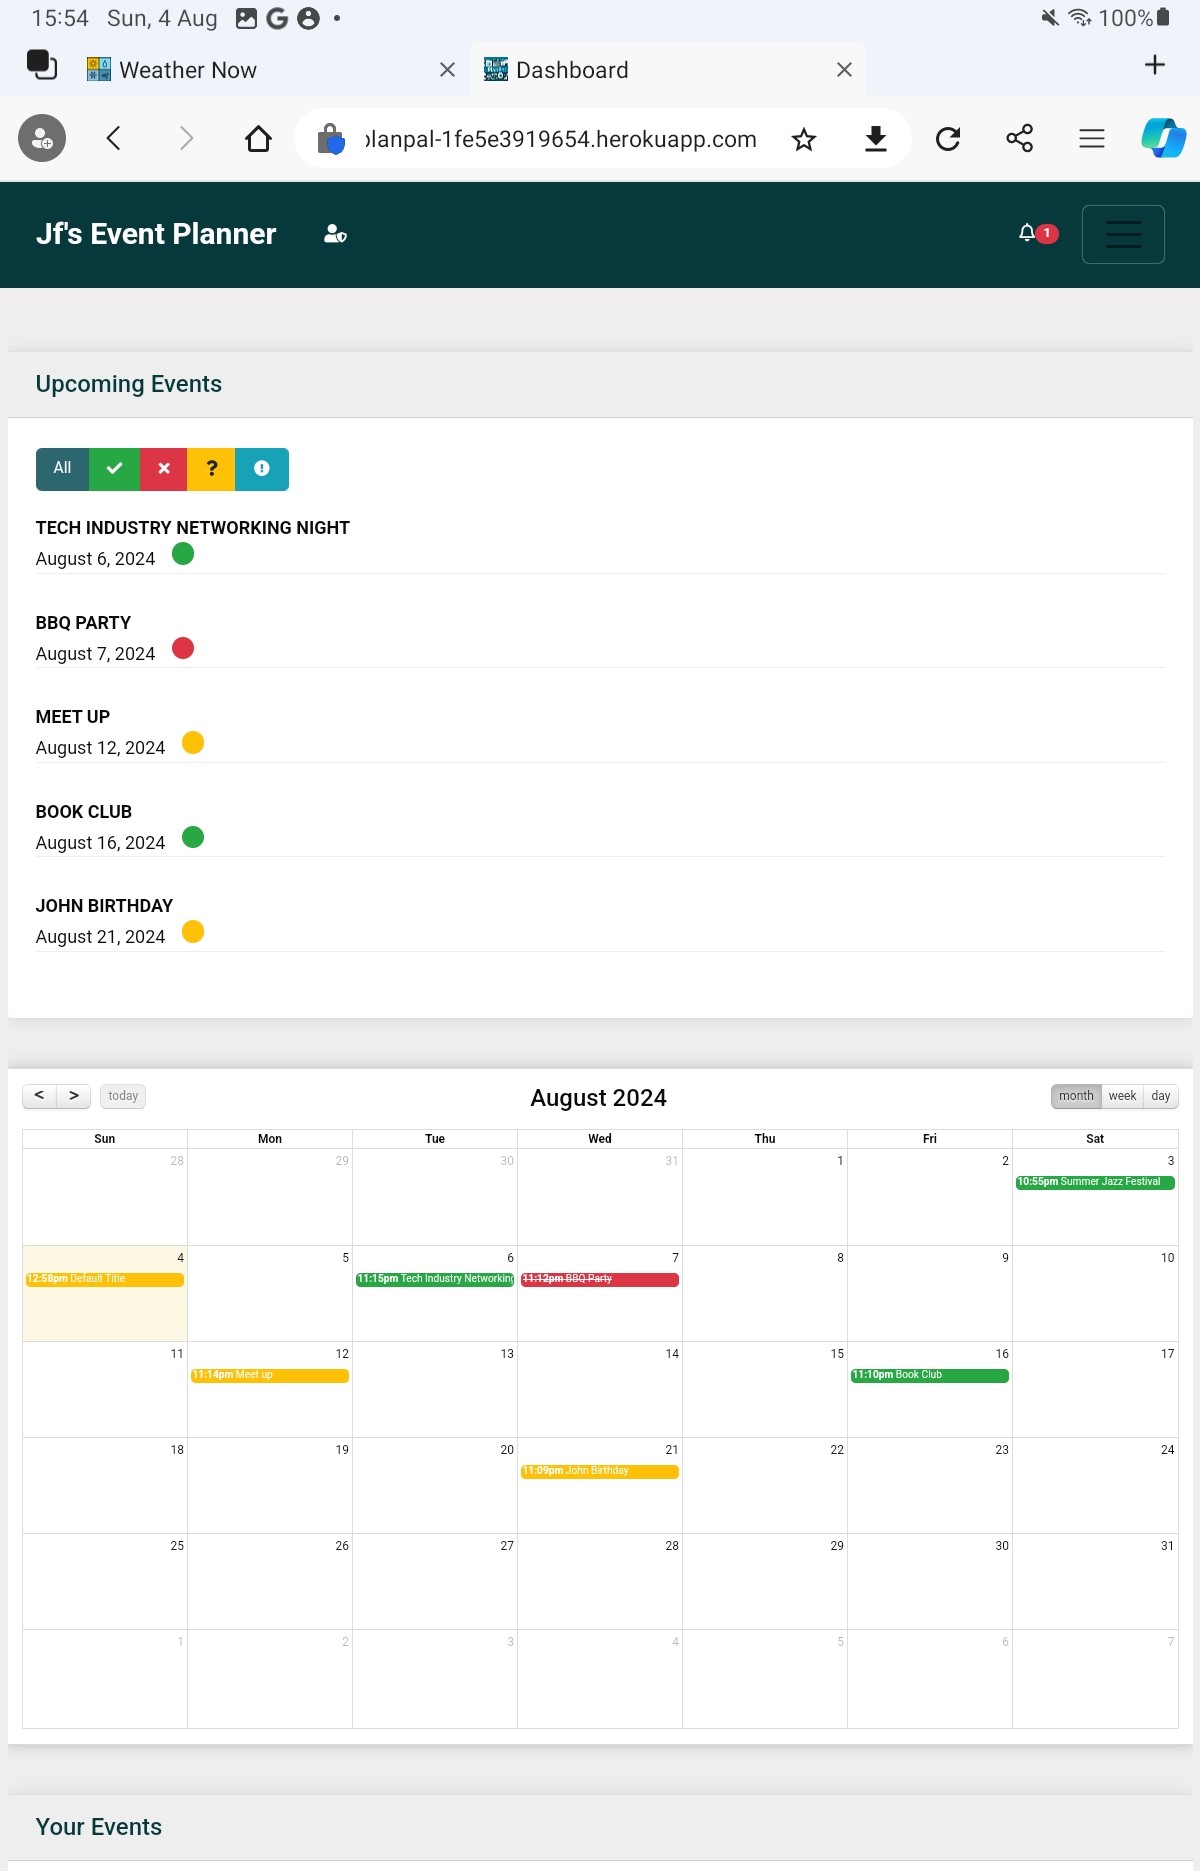 15:54 Sun, 4 Aug 100%
Weather Now Dashboard
planpal-1fe5e3919654.herokuapp.com
Jf's Event Planner 1
Upcoming Events
All ?
TECH INDUSTRY NETWORKING NIGHT
August 6, 2024
BBQ PARTY
August 7, 2024
MEET UP
August 12, 2024
BOOK CLUB
August 16, 2024
JOHN BIRTHDAY
August 21, 2024
< > today August 2024 month week day
Sun Mon Tue Wed Thu Fri Sat
28 29 30 31 1 2 3
10:55pm Summer Jazz Festival
4 5 6 7 8 9 10
12:58pm Default Title 11:15pm Tech Industry Networking 11:12pm BBQ Party
11 12 13 14 15 16 17
11:14pm Meet up 11:10pm Book Club
18 19 20 21 22 23 24
11:09pm John Birthday
25 26 27 28 29 30 31
1 2 3 4 5 6 7
Your Events